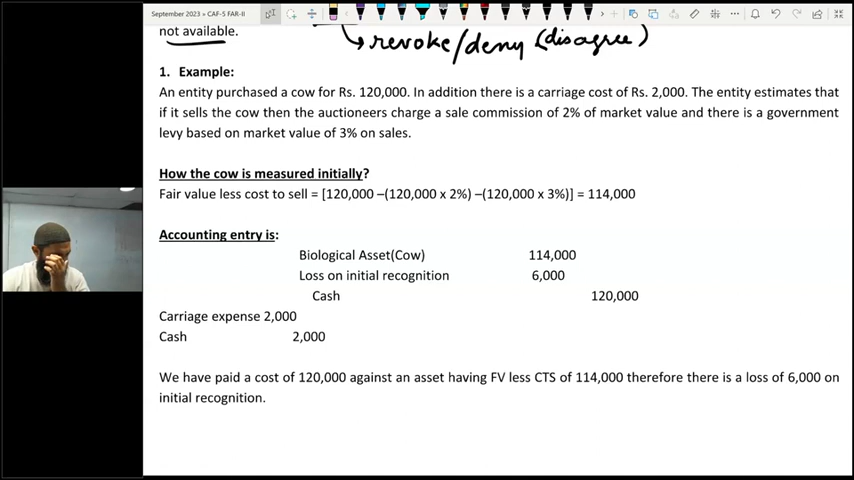 September 2023 » CAF-5 FAR-II
not available.
revoke/deny (disagree)
1. Example:
An entity purchased a cow for Rs. 120,000. In addition there is a carriage cost of Rs. 2,000. The entity estimates that
if it sells the cow then the auctioneers charge a sale commission of 2% of market value and there is a government
levy based on market value of 3% on sales.
How the cow is measured initially?
Fair value less cost to sell = [120,000 –(120,000 x 2%) –(120,000 x 3%)] = 114,000
Accounting entry is:
Biological Asset(Cow) 114,000
Loss on initial recognition 6,000
Cash 120,000
Carriage expense 2,000
Cash 2,000
We have paid a cost of 120,000 against an asset having FV less CTS of 114,000 therefore there is a loss of 6,000 on
initial recognition.